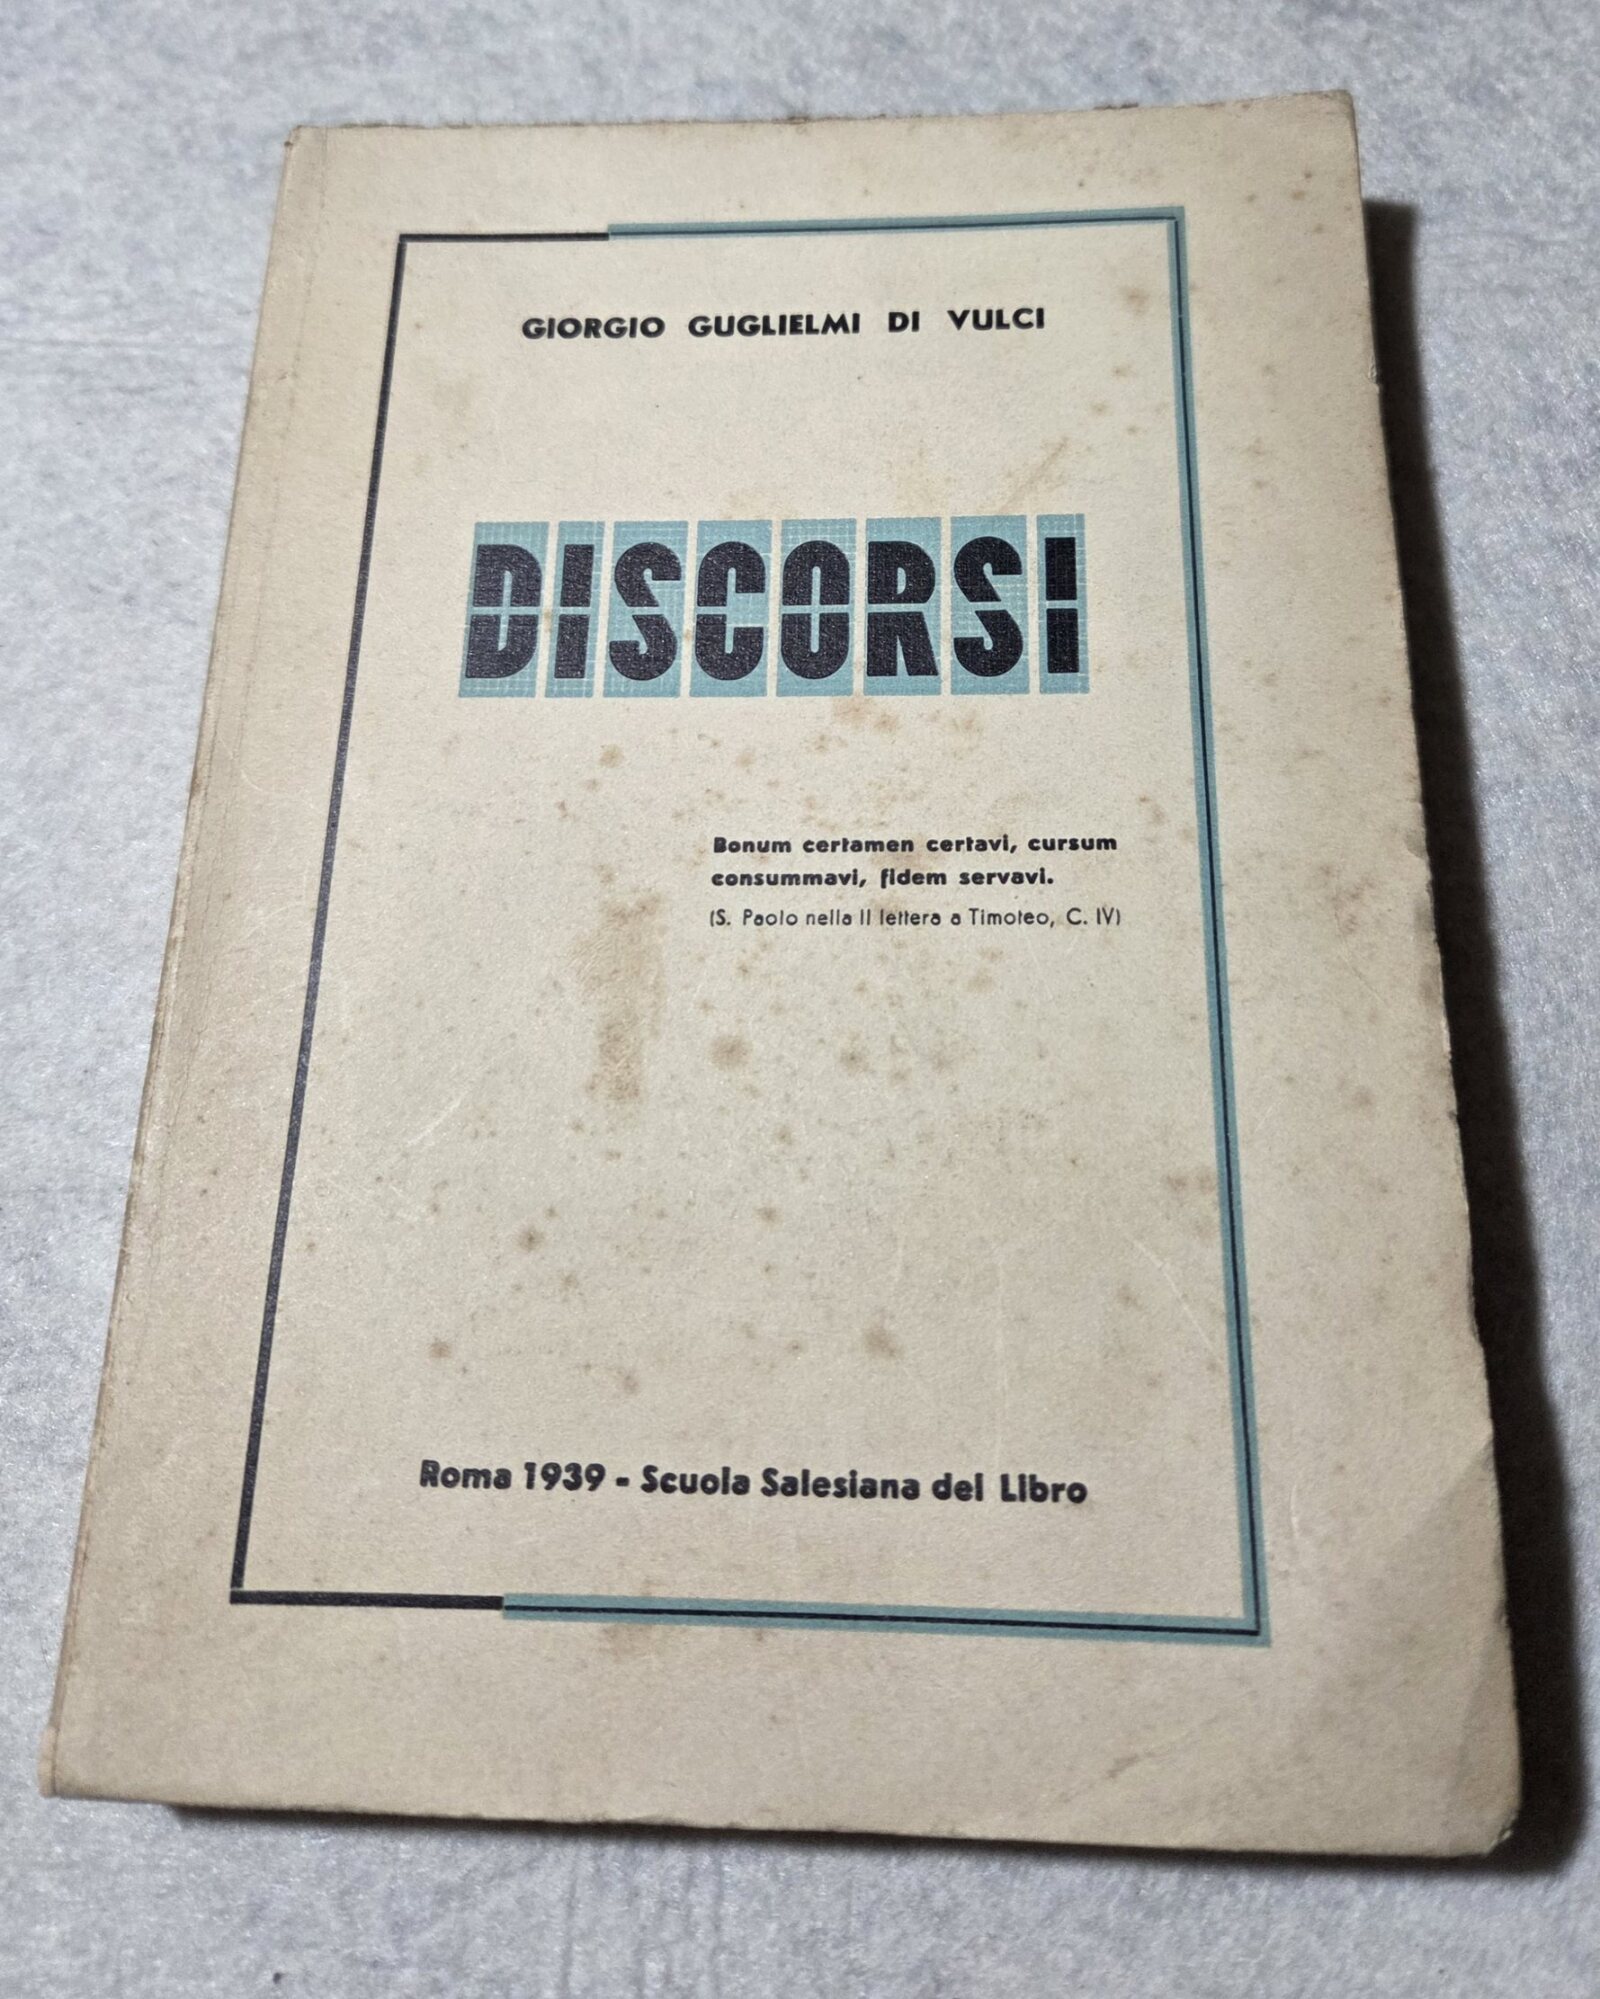 GIORGIO GUGLIELMI DI VULCI
DISCORSI
Bonum certamen certavi, cursum
consummavi, fidem servavi.
(S. Paolo nella II lettera a Timoteo, C. IV)
Roma 1939 - Scuola Salesiana del Libro